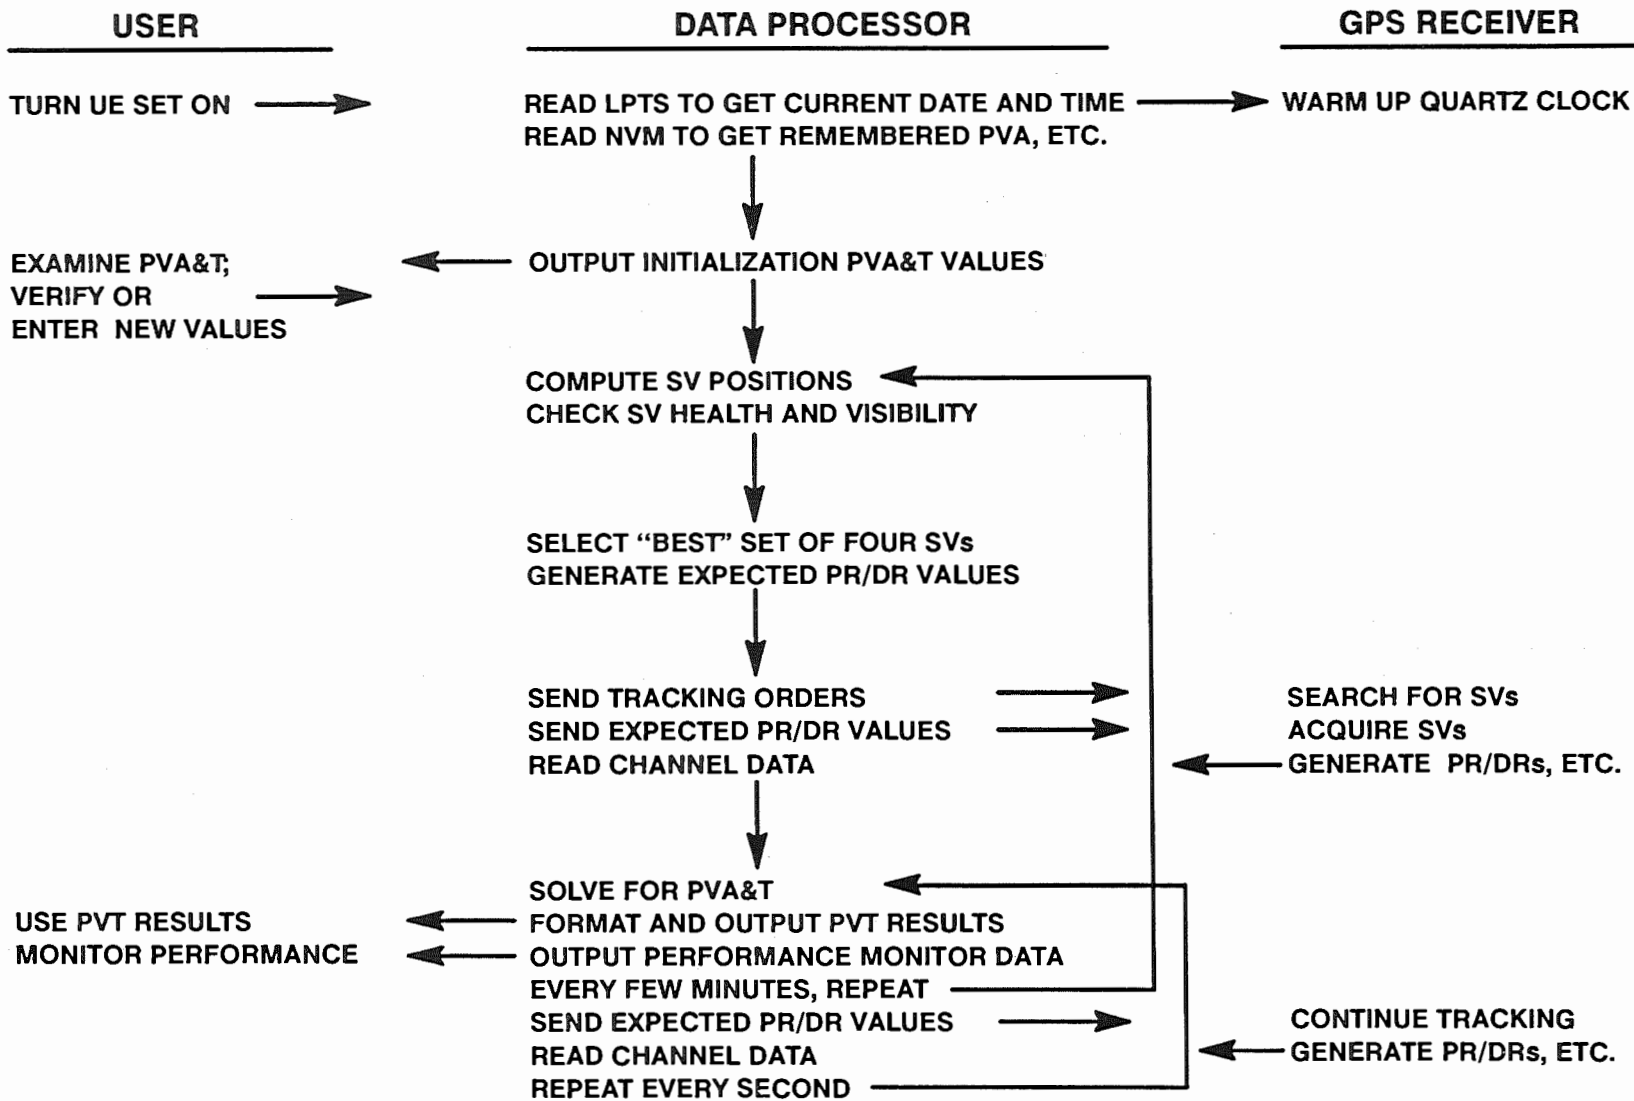 USER
DATA PROCESSOR
GPS RECEIVER
TURN UE SET ON
READ LPTS TO GET CURRENT DATE AND TIME
WARM UP QUARTZ CLOCK
READ NVM TO GET REMEMBERED PVA, ETC.
EXAMINE PVA&T;
OUTPUT INITIALIZATION PVA&T VALUES
VERIFY OR
ENTER NEW VALUES
COMPUTE SV POSITIONS
CHECK SV HEALTH AND VISIBILITY
SELECT “BEST” SET OF FOUR SVs
GENERATE EXPECTED PR/DR VALUES
SEND TRACKING ORDERS
SEARCH FOR SVs
SEND EXPECTED PR/DR VALUES
ACQUIRE SVs
READ CHANNEL DATA
GENERATE PR/DRs, ETC.
SOLVE FOR PVA&T
USE PVT RESULTS
FORMAT AND OUTPUT PVT RESULTS
MONITOR PERFORMANCE
OUTPUT PERFORMANCE MONITOR DATA
EVERY FEW MINUTES, REPEAT
SEND EXPECTED PR/DR VALUES
CONTINUE TRACKING
READ CHANNEL DATA
GENERATE PR/DRs, ETC.
REPEAT EVERY SECOND